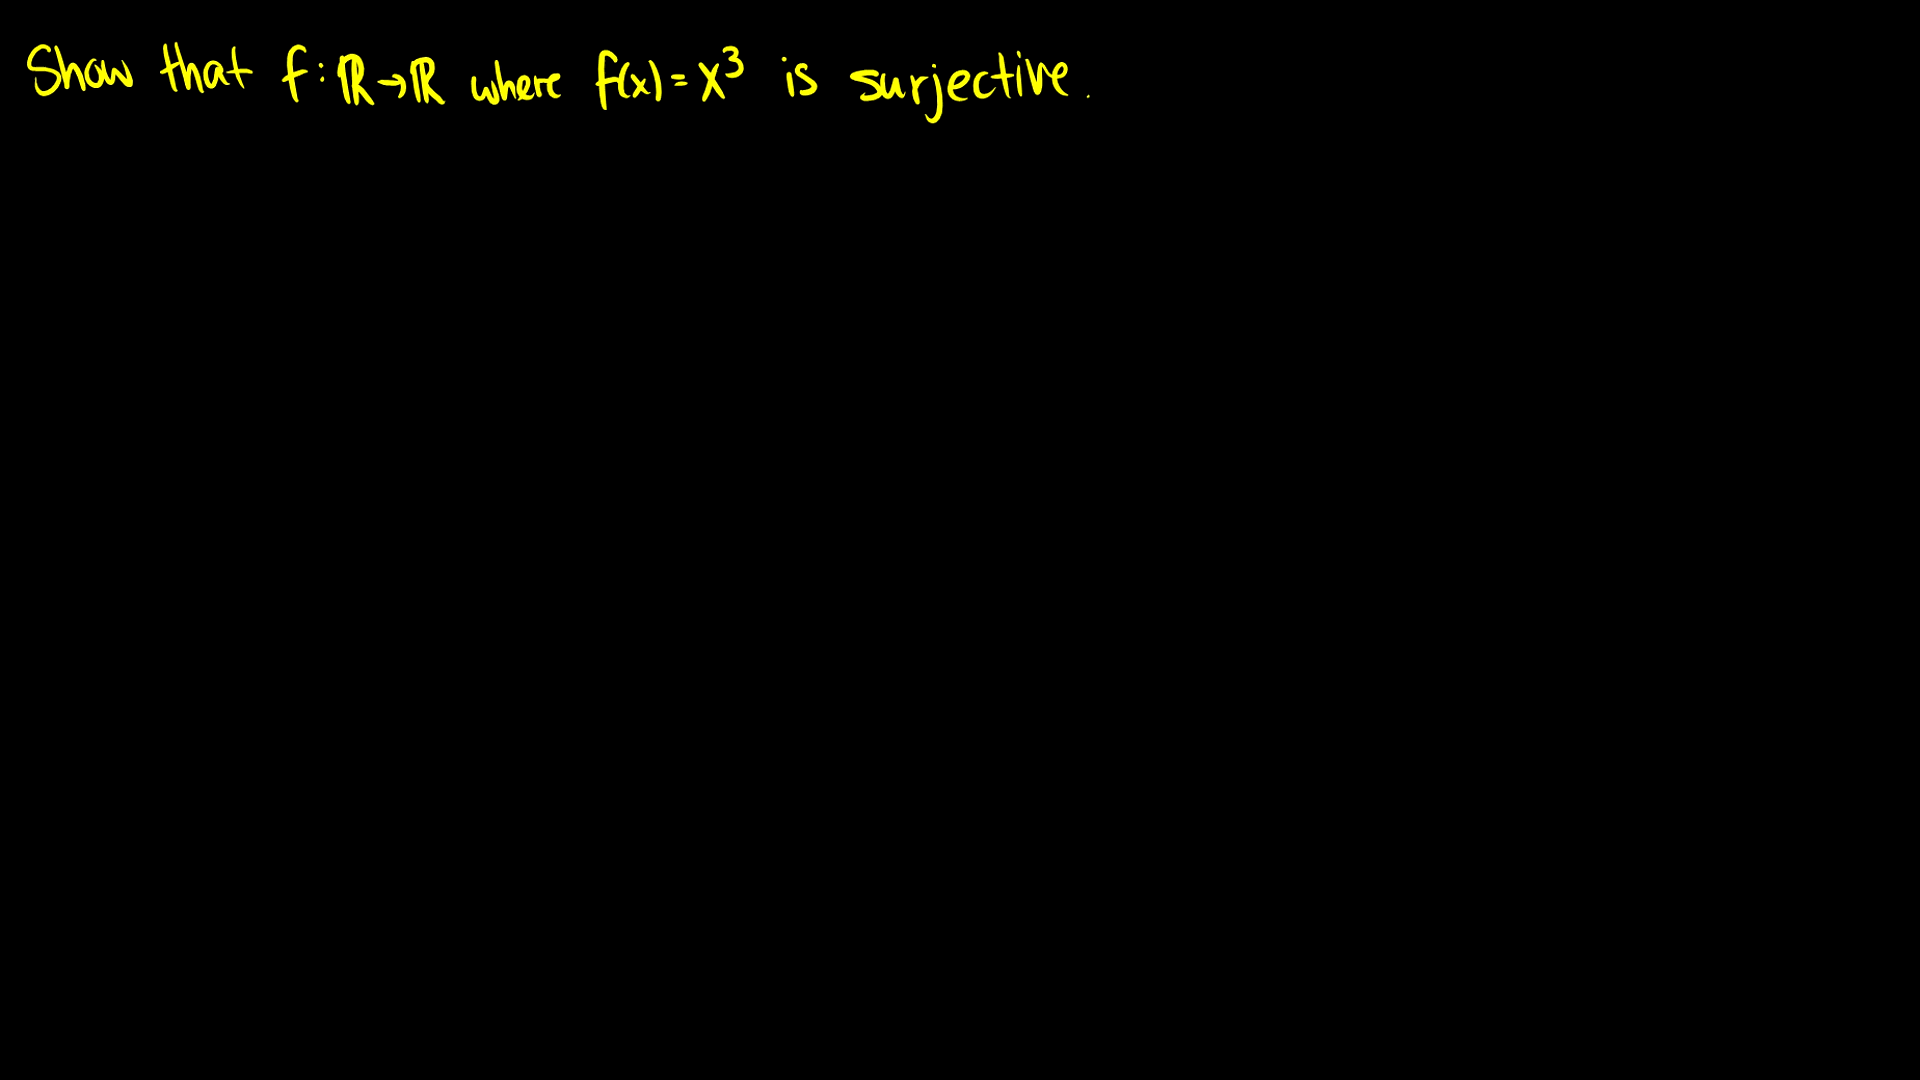 Show that f:ℝ→ℝ where f(x)=x³ is surjective.